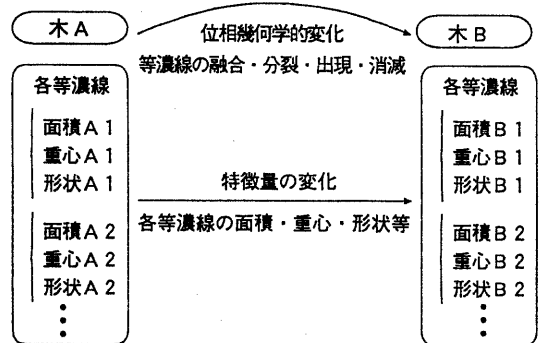 木A
各等濃線
面積A1
重心A1
形状A1
面積A2
重心A2
形状A2
位相幾何学的変化
等濃線の融合・分裂・出現・消滅
特徴量の変化
各等濃線の面積・重心・形状等
木B
各等濃線
面積B1
重心B1
形状B1
面積B2
重心B2
形状B2